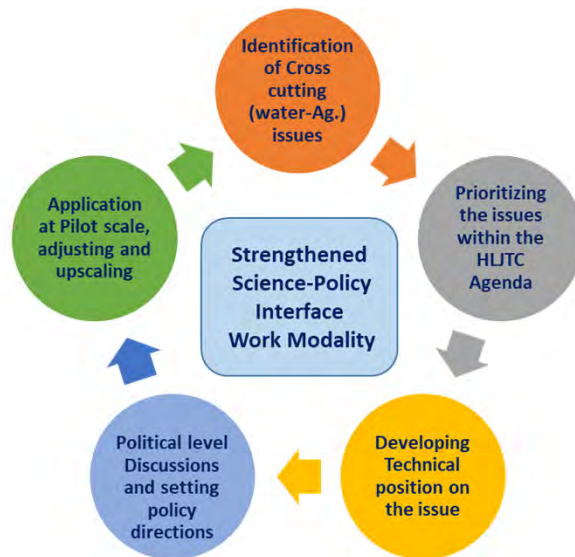 Identification
of Cross
cutting
(water-Ag.)
issues
Prioritizing
the issues
within the
HLJTC
Agenda
Developing
Technical
position on
the issue
Political level
Discussions
and setting
policy
directions
Application
at Pilot scale,
adjusting and
upscaling
Strengthened
Science-Policy
Interface
Work Modality